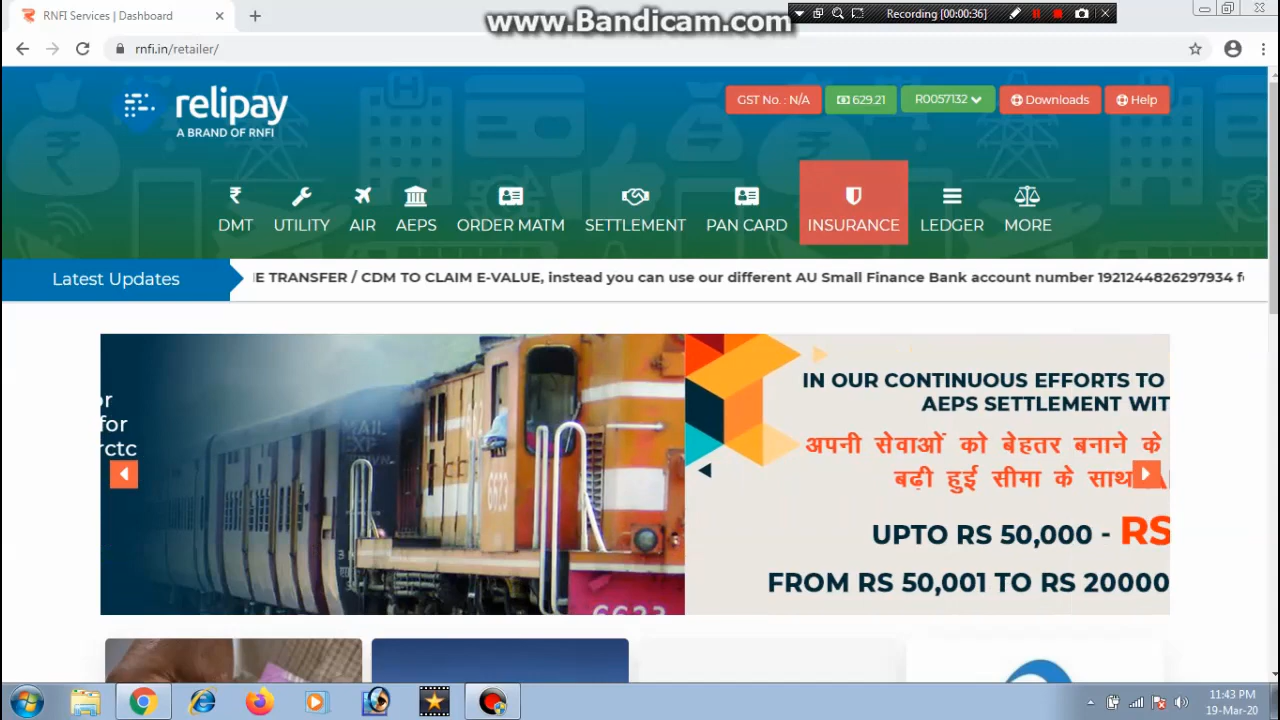 RNFI Services | Dashboard
www.Bandicam.com
Recording [00:00:36]
rnfi.in/retailer/
relipay
A BRAND OF RNFI
GST No. : N/A
629.21
R0057132
Downloads
Help
DMT
UTILITY
AIR
AEPS
ORDER MATM
SETTLEMENT
PAN CARD
INSURANCE
LEDGER
MORE
Latest Updates
E TRANSFER / CDM TO CLAIM E-VALUE, instead you can use our different AU Small Finance Bank account number 1921244826297934 f
or
for
rctc
6623
6623
IN OUR CONTINUOUS EFFORTS TO
AEPS SETTLEMENT WIT
अपनी सेवाओं को बेहतर बनाने के
बढ़ी हुई सीमा के साथ
UPTO RS 50,000 - RS
FROM RS 50,001 TO RS 20000
11:43 PM
19-Mar-20